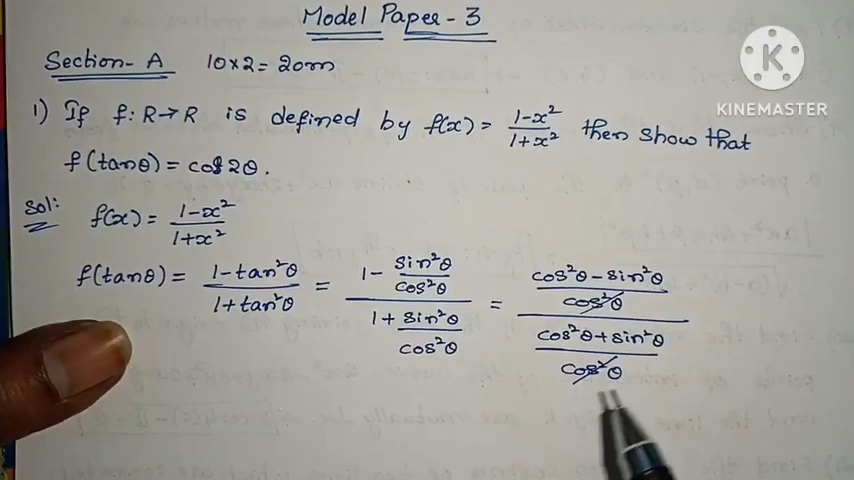 Model Paper - 3
Section - A 10×2=20m
KINEMASTER
1) If f: R→R is defined by f(x) = (1-x²)/(1+x²) then show that
f(tanθ) = cos2θ.
Sol: f(x) = (1-x²)/(1+x²)
f(tanθ) = (1-tan²θ)/(1+tan²θ) = (1 - sin²θ/cos²θ)/(1 + sin²θ/cos²θ) = ((cos²θ-sin²θ)/cos²θ)/((cos²θ+sin²θ)/cos²θ)